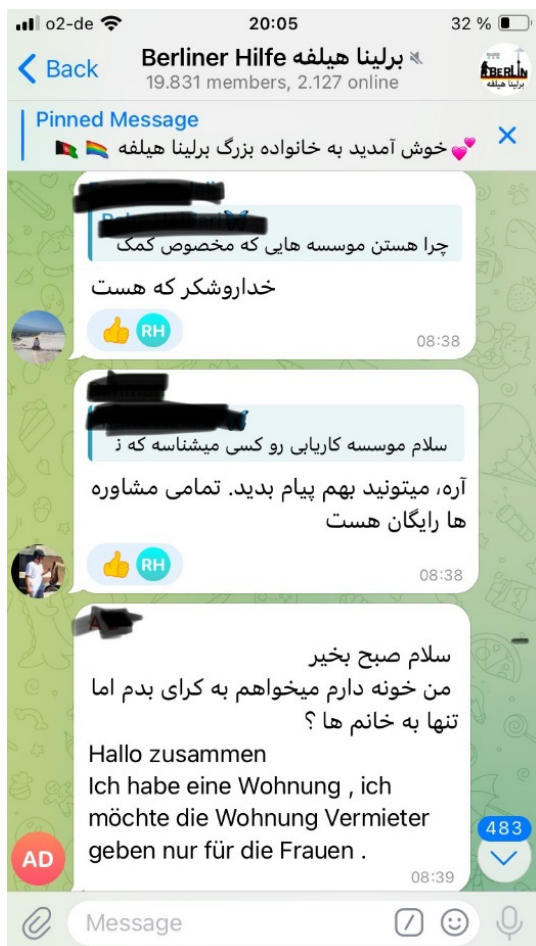 o2-de
20:05
32 %
Back
Berliner Hilfe برلینا هیلفه
19.831 members, 2.127 online
BERLIN
برلینا هیلفه
Pinned Message
💕 خوش آمدید به خانواده بزرگ برلینا هیلفه 🏳️‍🌈 🇦🇫
چرا هستن موسسه هایی که مخصوص کمک
خداروشکر که هست
👍 RH
08:38
سلام موسسه کاریابی رو کسی میشناسه که ز
آره، میتونید بهم پیام بدید. تمامی مشاوره
ها رایگان هست
👍 RH
08:38
سلام صبح بخیر
من خونه دارم میخواهم به کرای بدم اما
تنها به خانم ها ؟
Hallo zusammen
Ich habe eine Wohnung , ich
möchte die Wohnung Vermieter
geben nur für die Frauen .
AD
08:39
483
Message